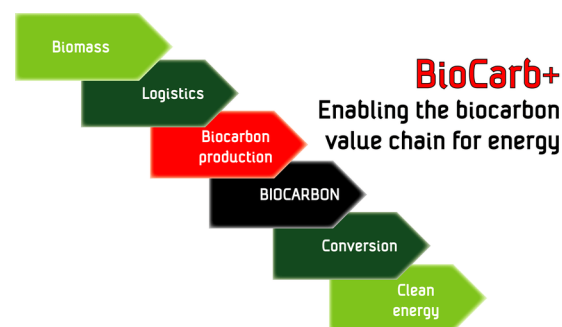 Biomass
Logistics
Biocarbon
production
BIOCARBON
Conversion
Clean
energy
BioCarb+
Enabling the biocarbon
value chain for energy